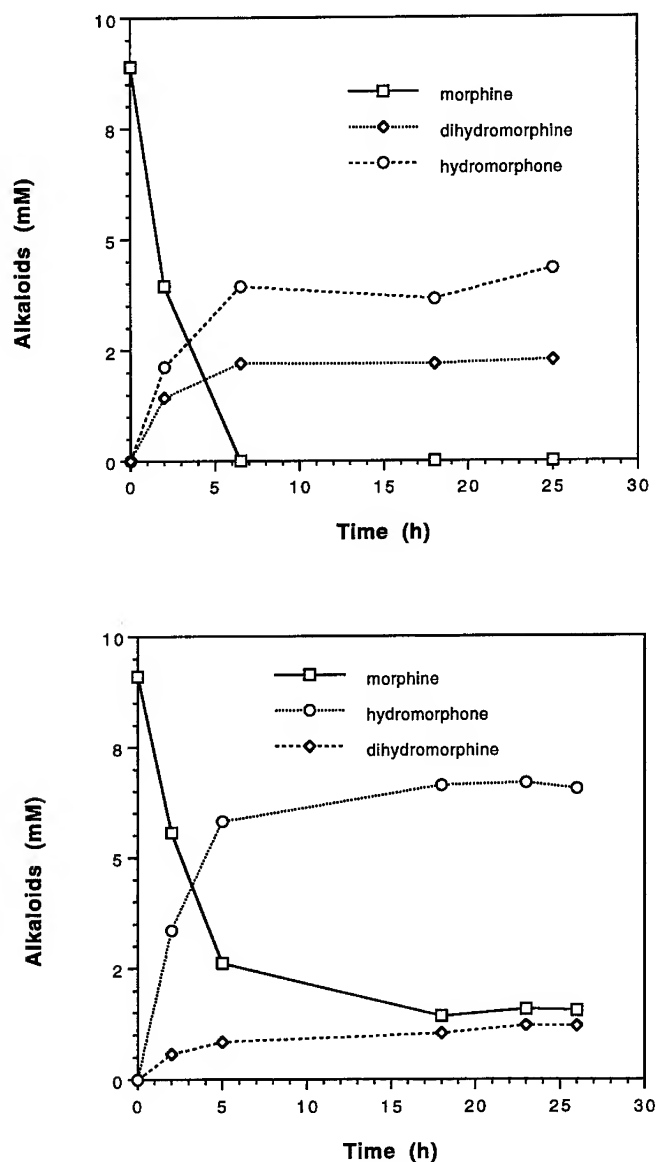 10
8
5
2
0
Alkaloids (mM)
morphine
dihydromorphine
hydromorphone
0 5 10 15 20 25 30
Time (h)
10
8
5
2
0
Alkaloids (mM)
morphine
hydromorphone
dihydromorphine
0 5 10 15 20 25 30
Time (h)